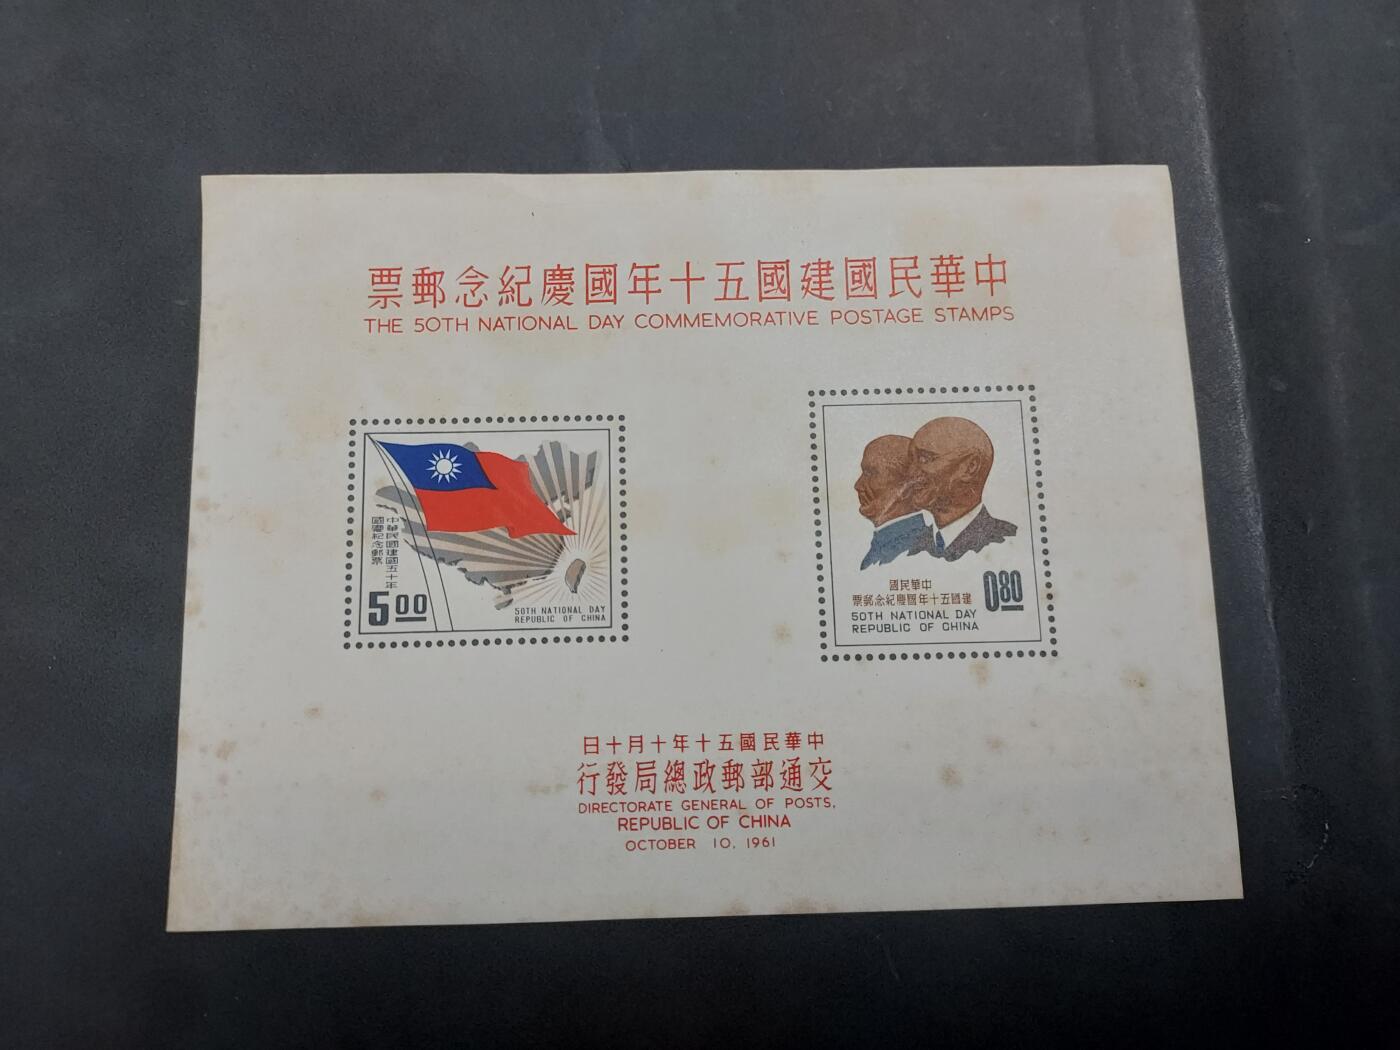 中華民國建國五十年國慶紀念郵票
THE 50TH NATIONAL DAY COMMEMORATIVE POSTAGE STAMPS
中華民國建國五十年
國慶紀念郵票
500
50TH NATIONAL DAY
REPUBLIC OF CHINA
中華民國
建國五十年國慶紀念郵票
0.80
50TH NATIONAL DAY
REPUBLIC OF CHINA
中華民國五十年十月十日
交通部郵政總局發行
DIRECTORATE GENERAL OF POSTS,
REPUBLIC OF CHINA
OCTOBER 10, 1961